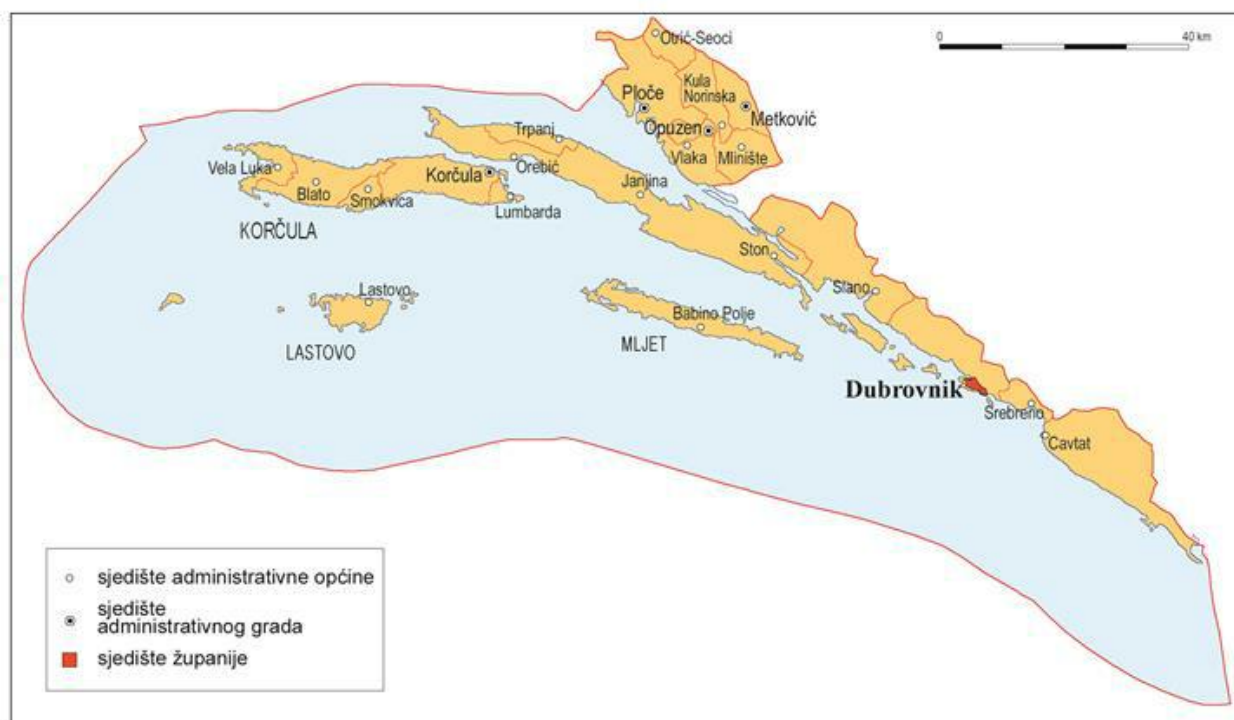 0 40 km
Otrić-Seoci
Kula
Norinska
Ploče
Metković
Opuzen
Trpanj
Vlaka
Mlinište
Vela Luka
Orebić
Korčula
Janjina
Blato
Smokvica
Lumbarda
KORČULA
Ston
Slano
Lastovo
Babino Polje
LASTOVO
MLJET
Dubrovnik
Srebreno
Cavtat
sjedište administrativne općine
sjedište
administrativnog grada
sjedište županije